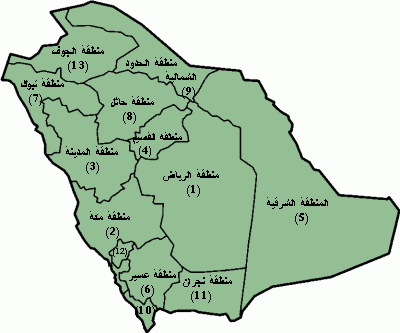 منطقة الجوف
(13)
منطقة الحدود
الشمالية
(9)
منطقة تبوك
(7)
منطقة حائل
(8)
منطقة القصيم
(4)
منطقة المدينة
(3)
منطقة الرياض
(1)
المنطقة الشرقية
(5)
منطقة مكة
(2)
(12)
منطقة عسير
(6)
منطقة نجران
(11)
(10)